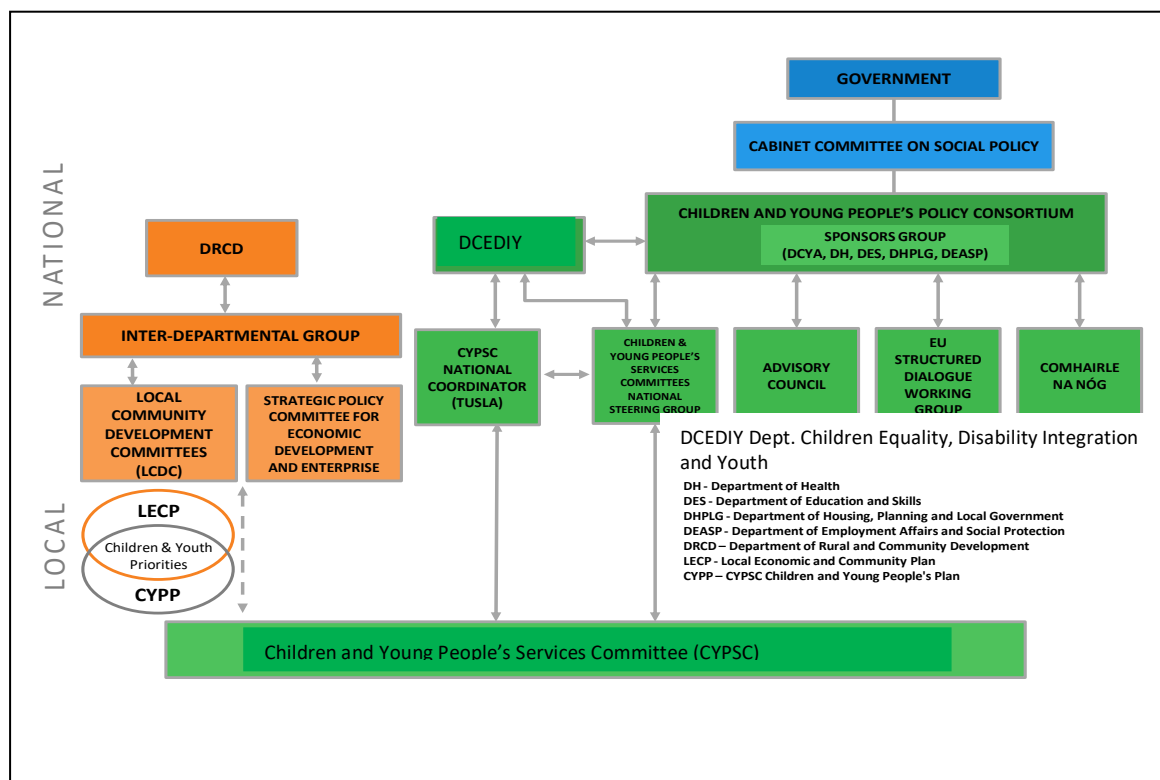 NATIONAL
LOCAL
GOVERNMENT
CABINET COMMITTEE ON SOCIAL POLICY
CHILDREN AND YOUNG PEOPLE'S POLICY CONSORTIUM
SPONSORS GROUP
(DCYA, DH, DES, DHPLG, DEASP)
DCEDIY
DRCD
INTER-DEPARTMENTAL GROUP
LOCAL
COMMUNITY
DEVELOPMENT
COMMITTEES
(LCDC)
STRATEGIC POLICY
COMMITTEE FOR
ECONOMIC
DEVELOPMENT
AND ENTERPRISE
CYPSC
NATIONAL
COORDINATOR
(TUSLA)
CHILDREN &
YOUNG PEOPLE'S
SERVICES
COMMITTEES
NATIONAL
STEERING GROUP
ADVISORY
COUNCIL
EU
STRUCTURED
DIALOGUE
WORKING
GROUP
COMHAIRLE
NA NÓG
DCEDIY Dept. Children Equality, Disability Integration
and Youth
DH - Department of Health
DES - Department of Education and Skills
DHPLG - Department of Housing, Planning and Local Government
DEASP - Department of Employment Affairs and Social Protection
DRCD – Department of Rural and Community Development
LECP - Local Economic and Community Plan
CYPP – CYPSC Children and Young People's Plan
LECP
Children & Youth
Priorities
CYPP
Children and Young People's Services Committee (CYPSC)